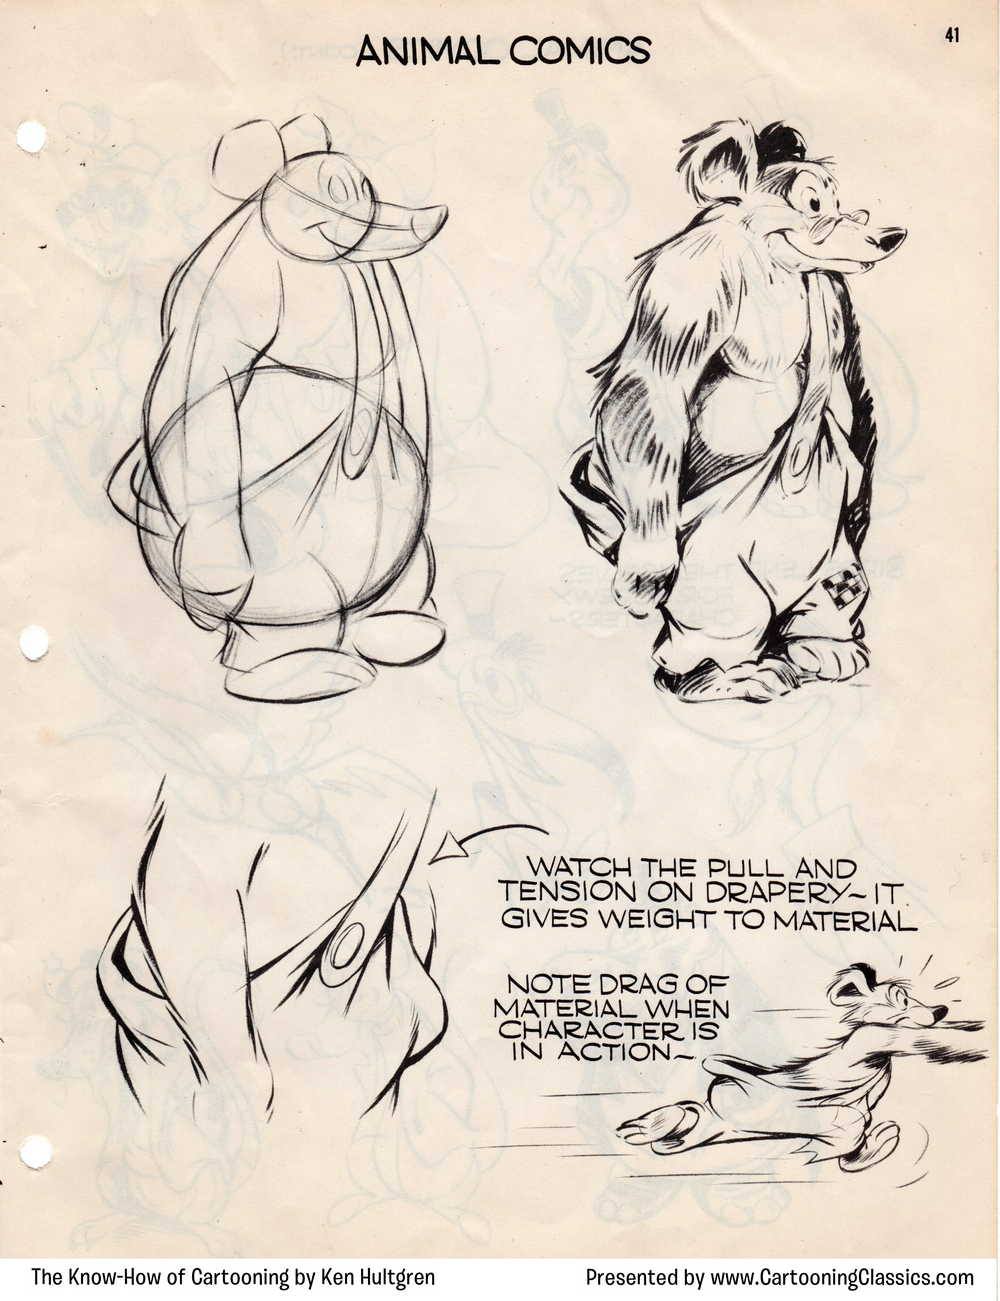 41
ANIMAL COMICS
WATCH THE PULL AND
TENSION ON DRAPERY~IT
GIVES WEIGHT TO MATERIAL
NOTE DRAG OF
MATERIAL WHEN
CHARACTER IS
IN ACTION~
The Know-How of Cartooning by Ken Hultgren
Presented by www.CartooningClassics.com